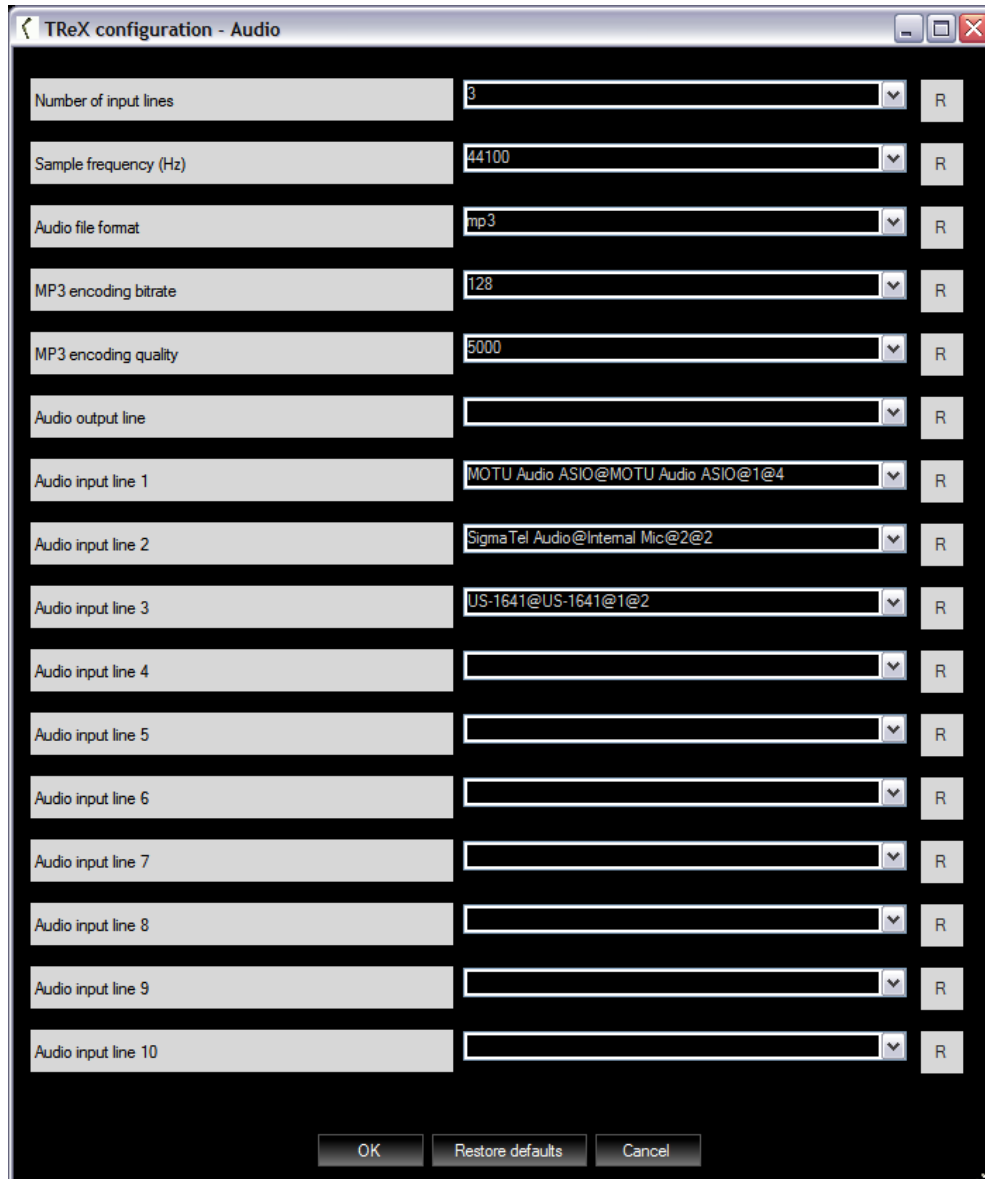 TReX configuration - Audio
Number of input lines 3 R
Sample frequency (Hz) 44100 R
Audio file format mp3 R
MP3 encoding bitrate 128 R
MP3 encoding quality 5000 R
Audio output line R
Audio input line 1 MOTU Audio ASIO@MOTU Audio ASIO@1@4 R
Audio input line 2 SigmaTel Audio@Internal Mic@2@2 R
Audio input line 3 US-1641@US-1641@1@2 R
Audio input line 4 R
Audio input line 5 R
Audio input line 6 R
Audio input line 7 R
Audio input line 8 R
Audio input line 9 R
Audio input line 10 R
OK Restore defaults Cancel